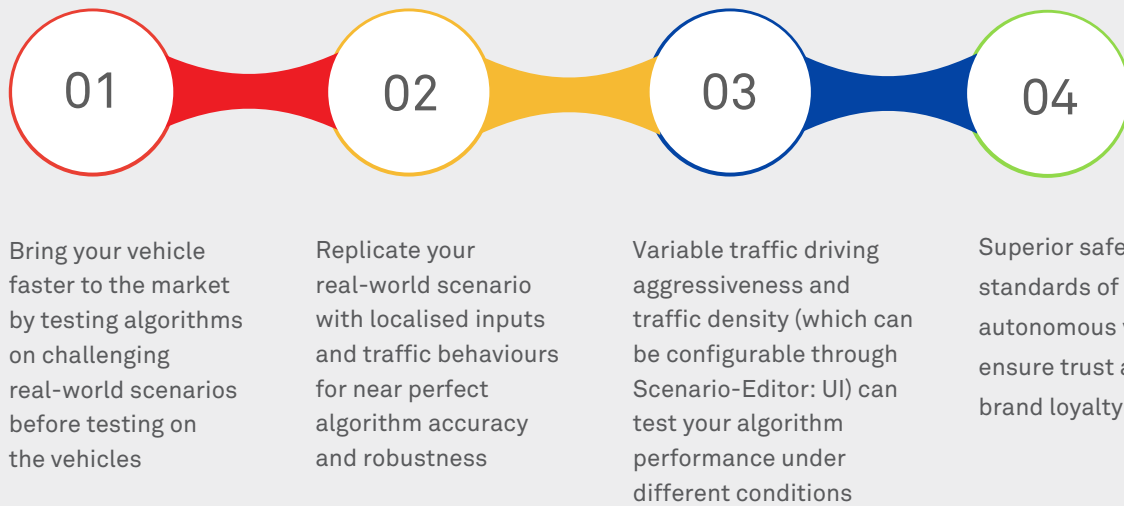 01
02
03
04
Bring your vehicle
faster to the market
by testing algorithms
on challenging
real-world scenarios
before testing on
the vehicles
Replicate your
real-world scenario
with localised inputs
and traffic behaviours
for near perfect
algorithm accuracy
and robustness
Variable traffic driving
aggressiveness and
traffic density (which can
be configurable through
Scenario-Editor: UI) can
test your algorithm
performance under
different conditions
Superior
standards of
autonomous
ensure trust
brand loyalty